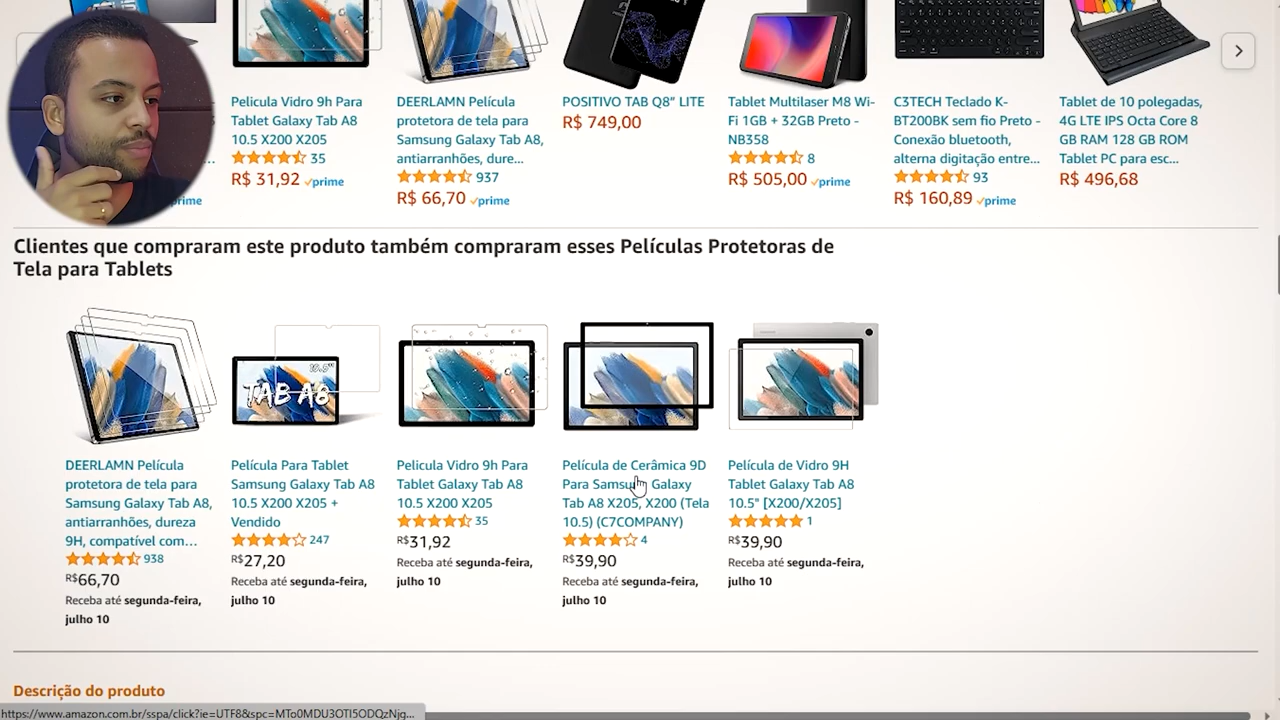 Pelicula Vidro 9h Para
Tablet Galaxy Tab A8
10.5 X200 X205
35
R$ 31,92 prime
DEERLAMN Película
protetora de tela para
Samsung Galaxy Tab A8,
antiarranhões, dure...
937
R$ 66,70 prime
POSITIVO TAB Q8" LITE
R$ 749,00
Tablet Multilaser M8 Wi-
Fi 1GB + 32GB Preto -
NB358
8
R$ 505,00 prime
C3TECH Teclado K-
BT200BK sem fio Preto -
Conexão bluetooth,
alterna digitação entre...
93
R$ 160,89 prime
Tablet de 10 polegadas,
4G LTE IPS Octa Core 8
GB RAM 128 GB ROM
Tablet PC para esc...
R$ 496,68
prime
Clientes que compraram este produto também compraram esses Películas Protetoras de
Tela para Tablets
10.5"
TAB A8
DEERLAMN Película
protetora de tela para
Samsung Galaxy Tab A8,
antiarranhões, dureza
9H, compatível com...
938
R$66,70
Receba até segunda-feira,
julho 10
Película Para Tablet
Samsung Galaxy Tab A8
10.5 X200 X205 +
Vendido
247
R$27,20
Receba até segunda-feira,
julho 10
Pelicula Vidro 9h Para
Tablet Galaxy Tab A8
10.5 X200 X205
35
R$31,92
Receba até segunda-feira,
julho 10
Película de Cerâmica 9D
Para Samsung Galaxy
Tab A8 X205, X200 (Tela
10.5) (C7COMPANY)
4
R$39,90
Receba até segunda-feira,
julho 10
Película de Vidro 9H
Tablet Galaxy Tab A8
10.5" [X200/X205]
1
R$39,90
Receba até segunda-feira,
julho 10
Descrição do produto
https://www.amazon.com.br/sspa/click?ie=UTF8&spc=MTo0MDU3OTI5ODQzNjg...